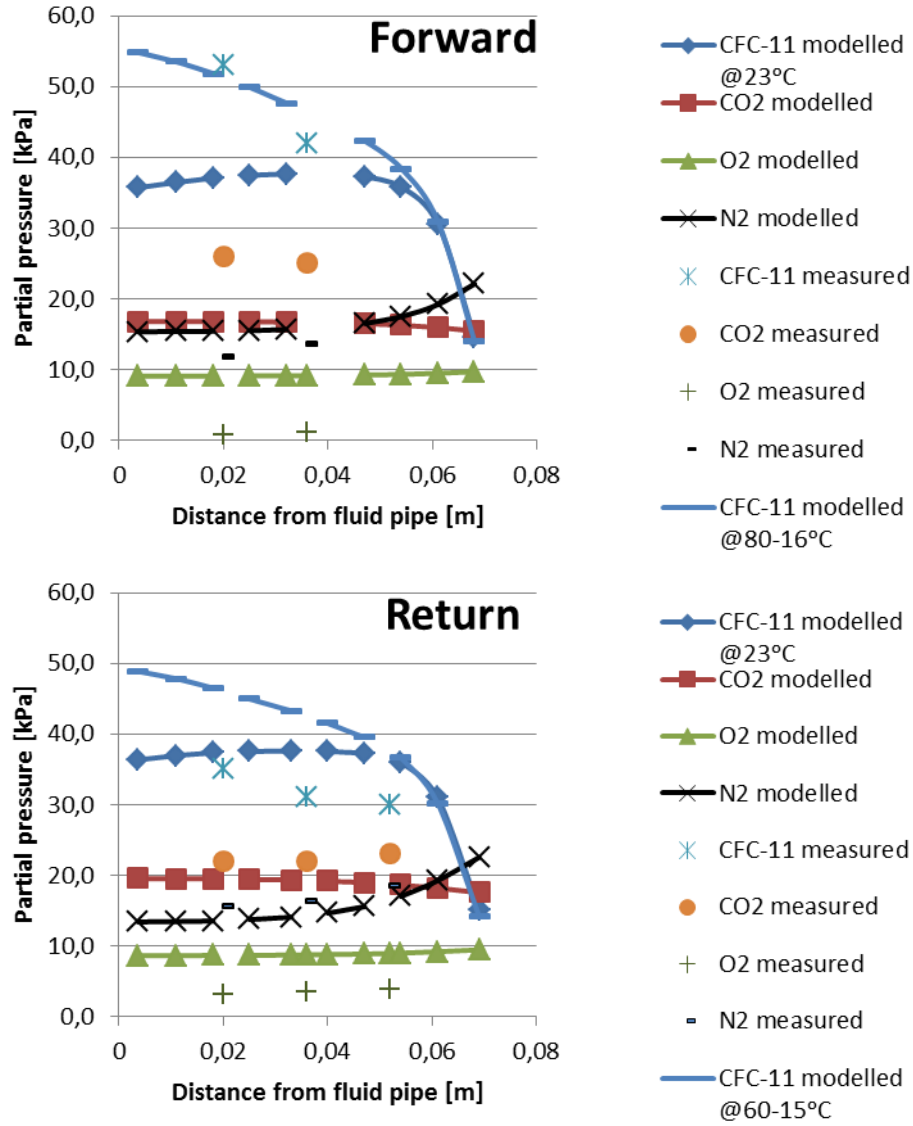 Forward
Partial pressure [kPa]
60,0
50,0
40,0
30,0
20,0
10,0
0,0
0
0,02
0,04
0,06
0,08
Distance from fluid pipe [m]
CFC-11 modelled
@23°C
CO2 modelled
O2 modelled
N2 modelled
CFC-11 measured
CO2 measured
O2 measured
N2 measured
CFC-11 modelled
@80-16°C
Return
Partial pressure [kPa]
60,0
50,0
40,0
30,0
20,0
10,0
0,0
0
0,02
0,04
0,06
0,08
Distance from fluid pipe [m]
CFC-11 modelled
@23°C
CO2 modelled
O2 modelled
N2 modelled
CFC-11 measured
CO2 measured
O2 measured
N2 measured
CFC-11 modelled
@60-15°C